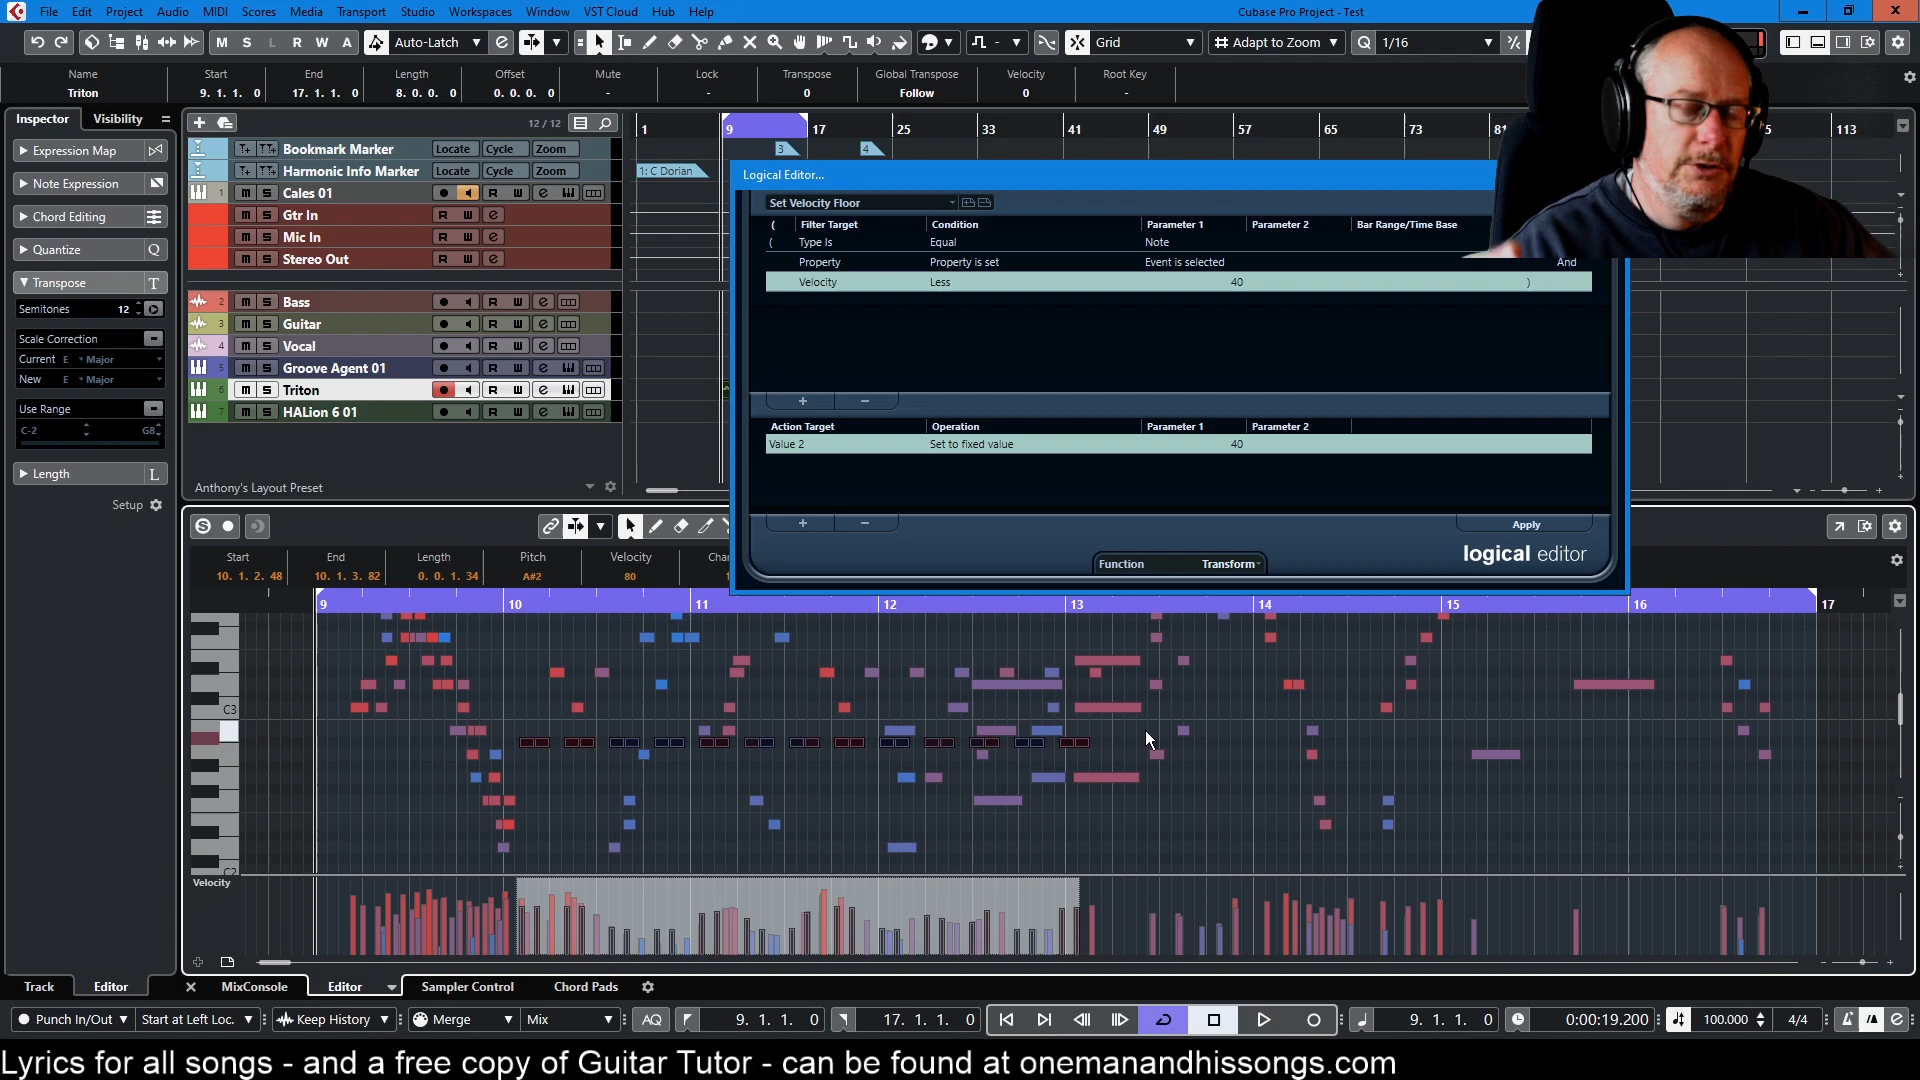 File Edit Project Audio MIDI Scores Media Transport Studio Workspaces Window VST Cloud Hub Help Cubase Pro Project - Test
M S L R W A Auto-Latch Grid Adapt to Zoom 1/16
Name Start End Length Offset Mute Lock Transpose Global Transpose Velocity Root Key
Triton 9. 1. 1. 0 17. 1. 1. 0 8. 0. 0. 0 0. 0. 0. 0 - - 0 Follow 0 -
Inspector Visibility 12 / 12 1 9 17 25 33 41 49 57 65 73 81 113
Expression Map Bookmark Marker Locate Cycle Zoom 3 4
Harmonic Info Marker Locate Cycle Zoom 1: C Dorian
Note Expression 1 Cales 01 m S R
Chord Editing m S Gtr In R
m S Mic In R
Quantize Q m S Stereo Out R
Transpose T
Semitones 12 2 m S Bass R
Scale Correction 3 m S Guitar R
Current E Major 4 m S Vocal R
New E Major 5 m S Groove Agent 01 R
Use Range 6 m S Triton R
C-2 G8 7 m S HALion 6 01 R
Length L
Setup
Anthony's Layout Preset
Logical Editor...
Set Velocity Floor
( Filter Target Condition Parameter 1 Parameter 2 Bar Range/Time Base
( Type Is Equal Note
Property Property is set Event is selected And
Velocity Less 40 )
+ -
Action Target Operation Parameter 1 Parameter 2
Value 2 Set to fixed value 40
+ - Apply
logical editor
Function Transform
Start End Length Pitch Velocity
10. 1. 2. 48 10. 1. 3. 82 0. 0. 1. 34 A#2 80
9 10 11 12 13 14 15 16 17
C3
C2
Velocity
Track Editor MixConsole Editor Sampler Control Chord Pads
Punch In/Out Start at Left Loc. Keep History Merge Mix AQ 9. 1. 1. 0 17. 1. 1. 0 9. 1. 1. 0 0:00:19.200 100.000 4/4
Lyrics for all songs - and a free copy of Guitar Tutor - can be found at onemanandhissongs.com